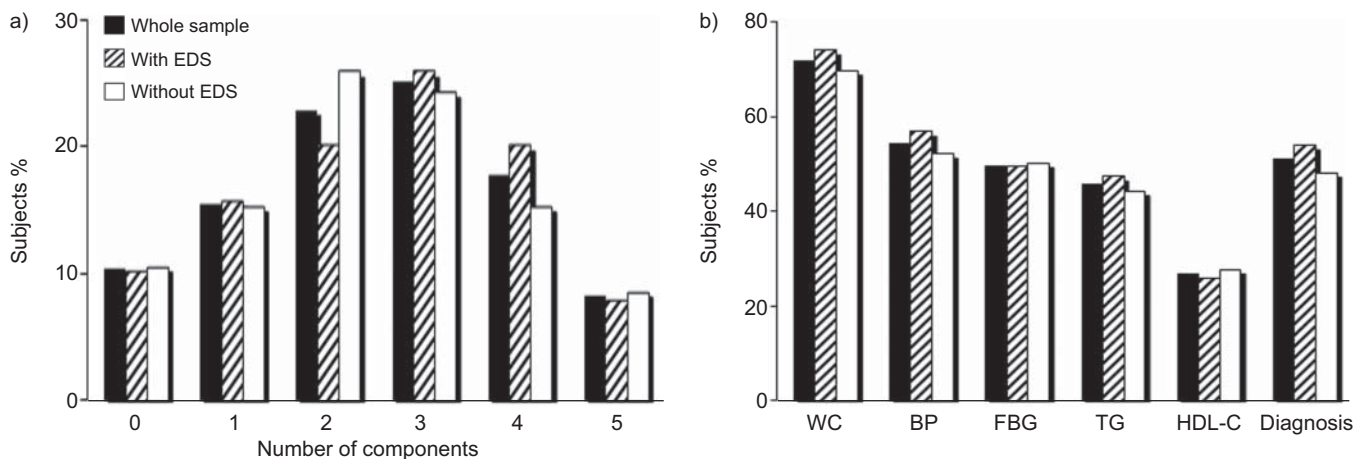 a)
30
20
10
0
Subjects %
Whole sample
With EDS
Without EDS
0 1 2 3 4 5
Number of components
b)
80
60
40
20
0
Subjects %
WC BP FBG TG HDL-C Diagnosis